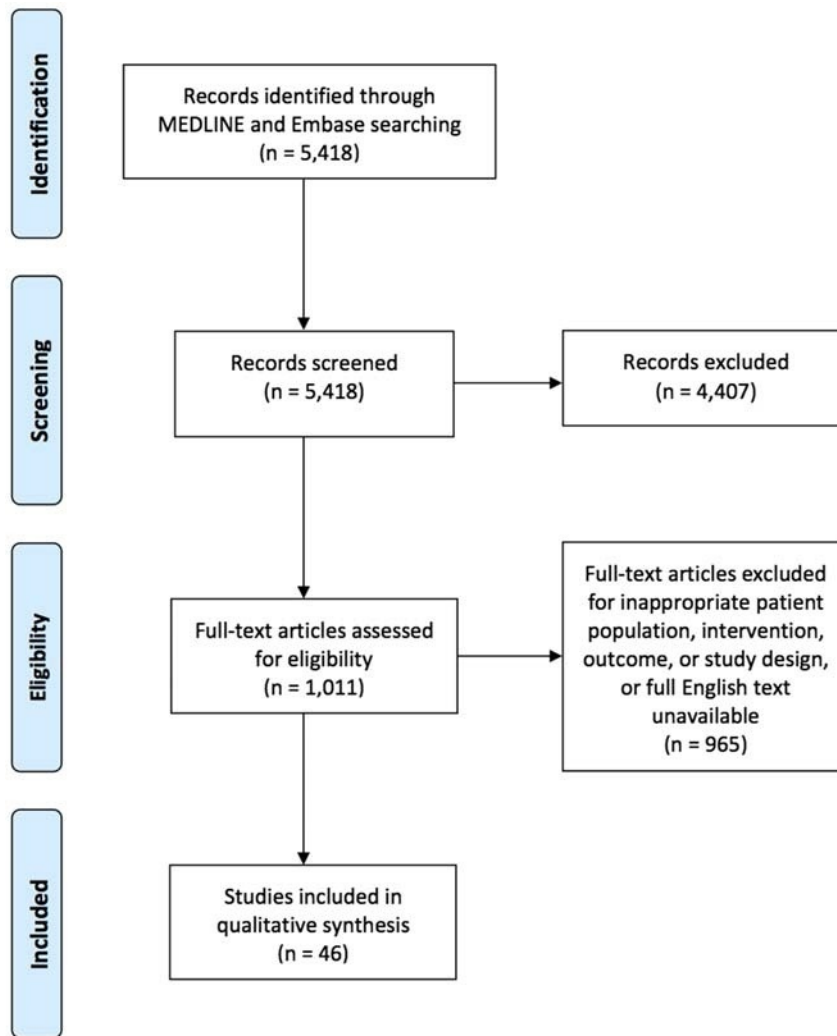 Identification
Records identified through
MEDLINE and Embase searching
(n = 5,418)
Screening
Records screened
(n = 5,418)
Records excluded
(n = 4,407)
Eligibility
Full-text articles assessed
for eligibility
(n = 1,011)
Full-text articles excluded
for inappropriate patient
population, intervention,
outcome, or study design,
or full English text
unavailable
(n = 965)
Included
Studies included in
qualitative synthesis
(n = 46)